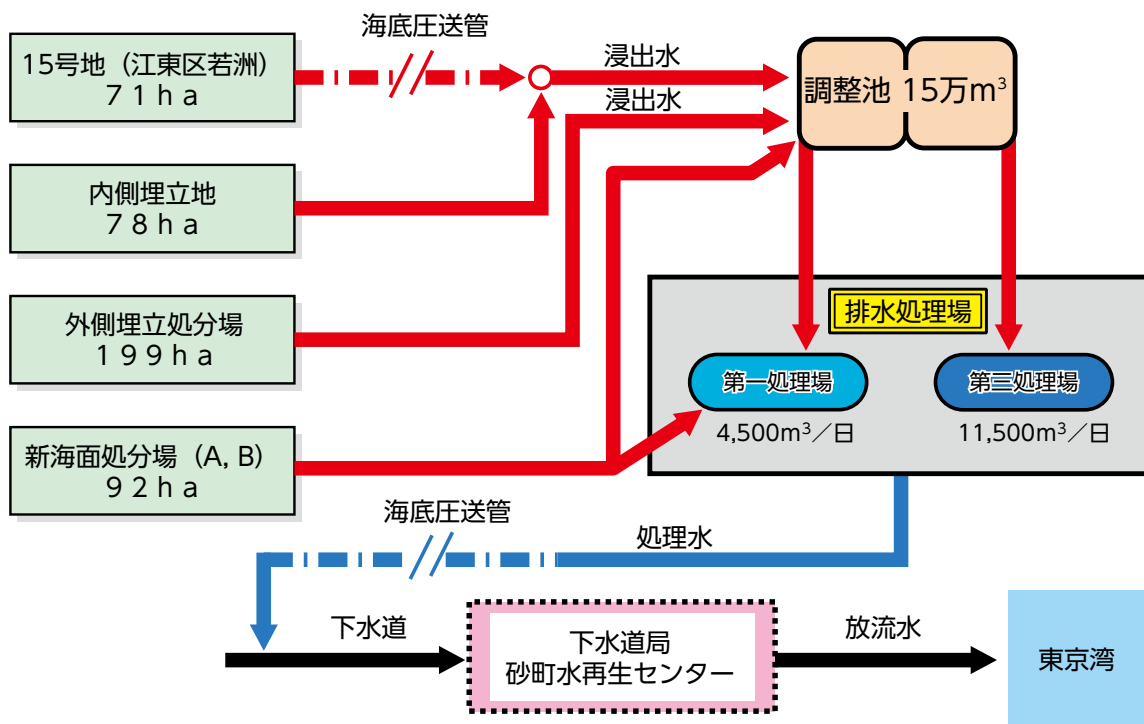 海底圧送管
15号地（江東区若洲）
71ha
浸出水
浸出水
調整池 15万m³
内側埋立地
78ha
外側埋立処分場
199ha
新海面処分場（A, B）
92ha
排水処理場
第一処理場
4,500m³／日
第三処理場
11,500m³／日
海底圧送管
処理水
下水道
下水道局
砂町水再生センター
放流水
東京湾